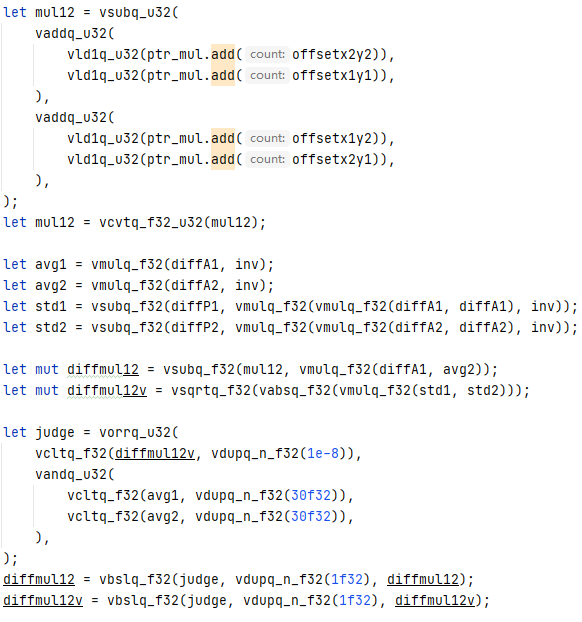 let mul12 = vsubq_u32(
    vaddq_u32(
        vld1q_u32(ptr_mul.add( count: offsetx2y2)),
        vld1q_u32(ptr_mul.add( count: offsetx1y1)),
    ),
    vaddq_u32(
        vld1q_u32(ptr_mul.add( count: offsetx1y2)),
        vld1q_u32(ptr_mul.add( count: offsetx2y1)),
    ),
);
let mul12 = vcvtq_f32_u32(mul12);

let avg1 = vmulq_f32(diffA1, inv);
let avg2 = vmulq_f32(diffA2, inv);
let std1 = vsubq_f32(diffP1, vmulq_f32(vmulq_f32(diffA1, diffA1), inv));
let std2 = vsubq_f32(diffP2, vmulq_f32(vmulq_f32(diffA2, diffA2), inv));

let mut diffmul12 = vsubq_f32(mul12, vmulq_f32(diffA1, avg2));
let mut diffmul12v = vsqrtq_f32(vabsq_f32(vmulq_f32(std1, std2)));

let judge = vorrq_u32(
    vcltq_f32(diffmul12v, vdupq_n_f32(1e-8)),
    vandq_u32(
        vcltq_f32(avg1, vdupq_n_f32(30f32)),
        vcltq_f32(avg2, vdupq_n_f32(30f32)),
    ),
);
diffmul12 = vbslq_f32(judge, vdupq_n_f32(1f32), diffmul12);
diffmul12v = vbslq_f32(judge, vdupq_n_f32(1f32), diffmul12v);